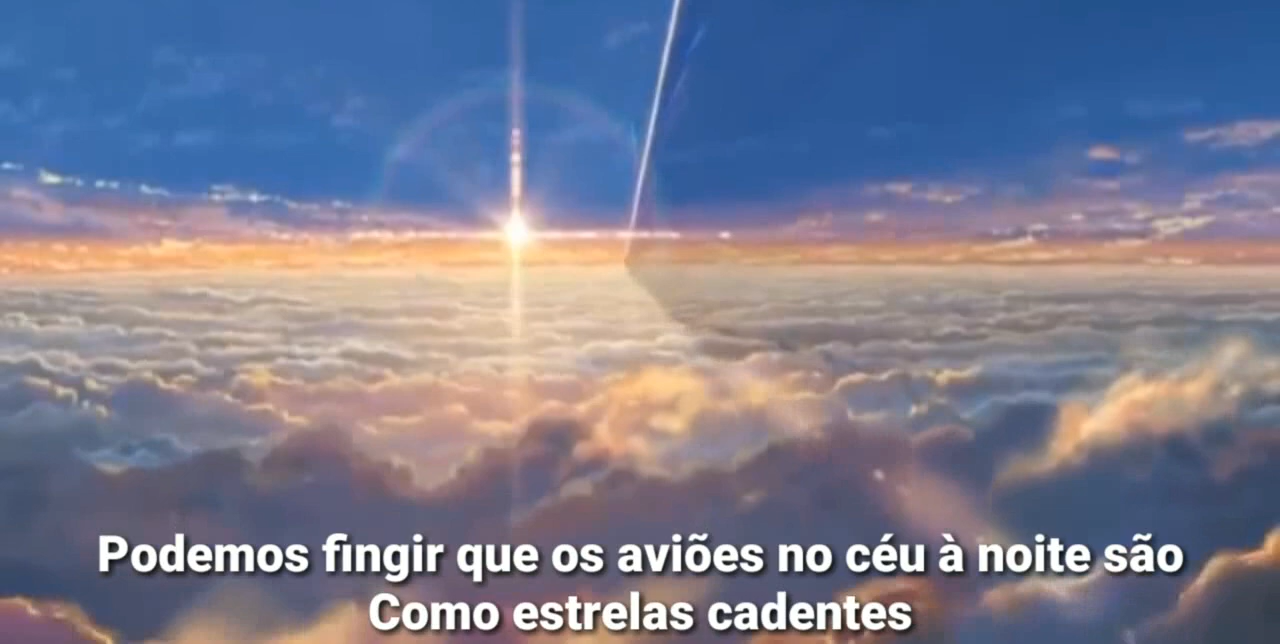 Podemos fingir que os aviões no céu à noite são
Como estrelas cadentes